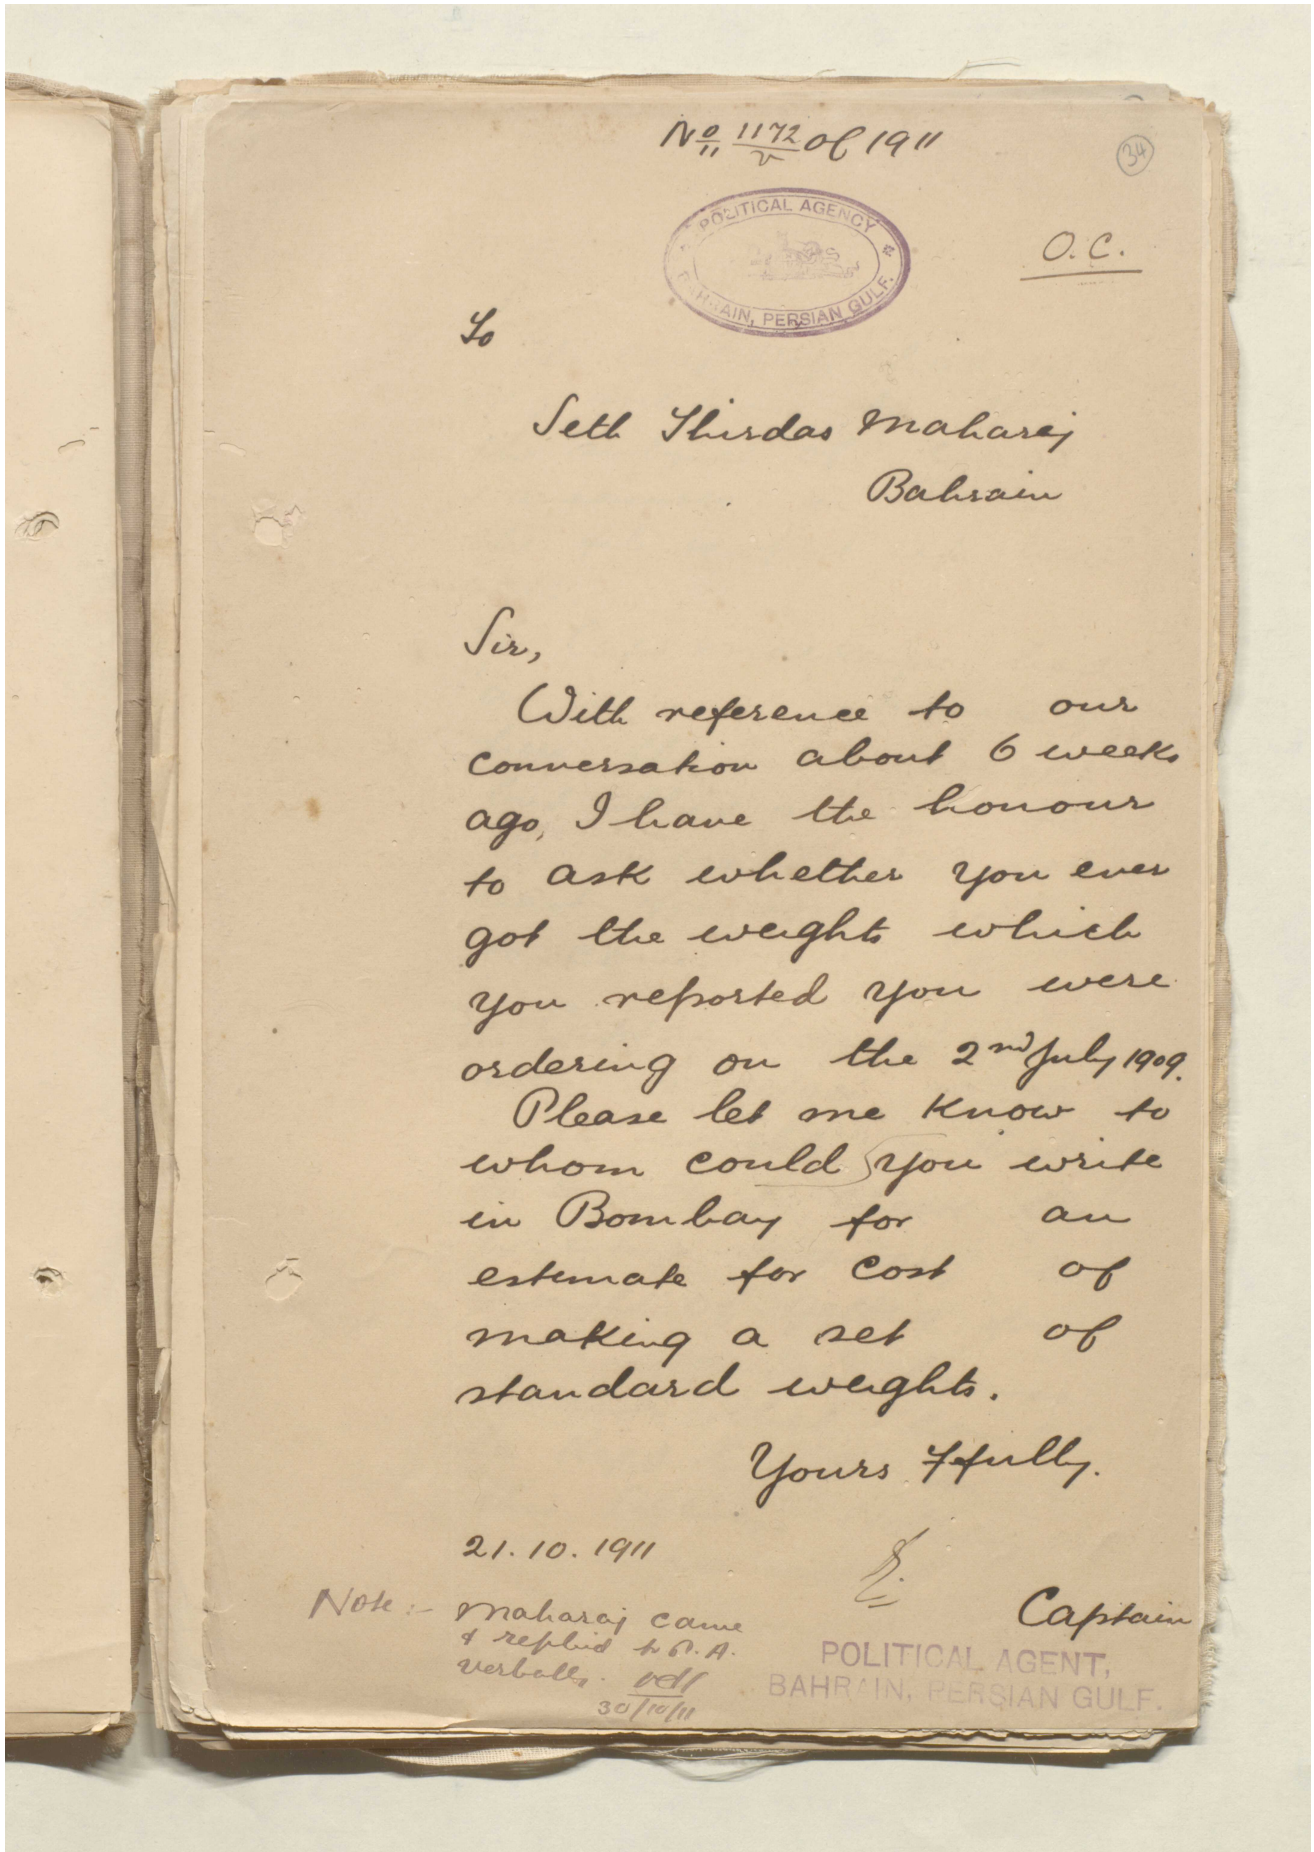 No 1172 of 1911
34
POLITICAL AGENCY
BAHRAIN, PERSIAN GULF.
O.C.
To
Seth Thirdas Maharaj
Bahrain
Sir,
With reference to our
conversation about 6 weeks
ago, I have the honour
to ask whether you ever
got the weights which
you reported you were
ordering on the 2nd July 1909.
Please let me know to
whom could you write
in Bombay for an
estimate for cost of
making a set of
standard weights.
Yours ffully.
21.10.1911
Captain
POLITICAL AGENT,
BAHRAIN, PERSIAN GULF.
Note:- Maharaj came
& replied to P.A.
verbally.
30/10/11